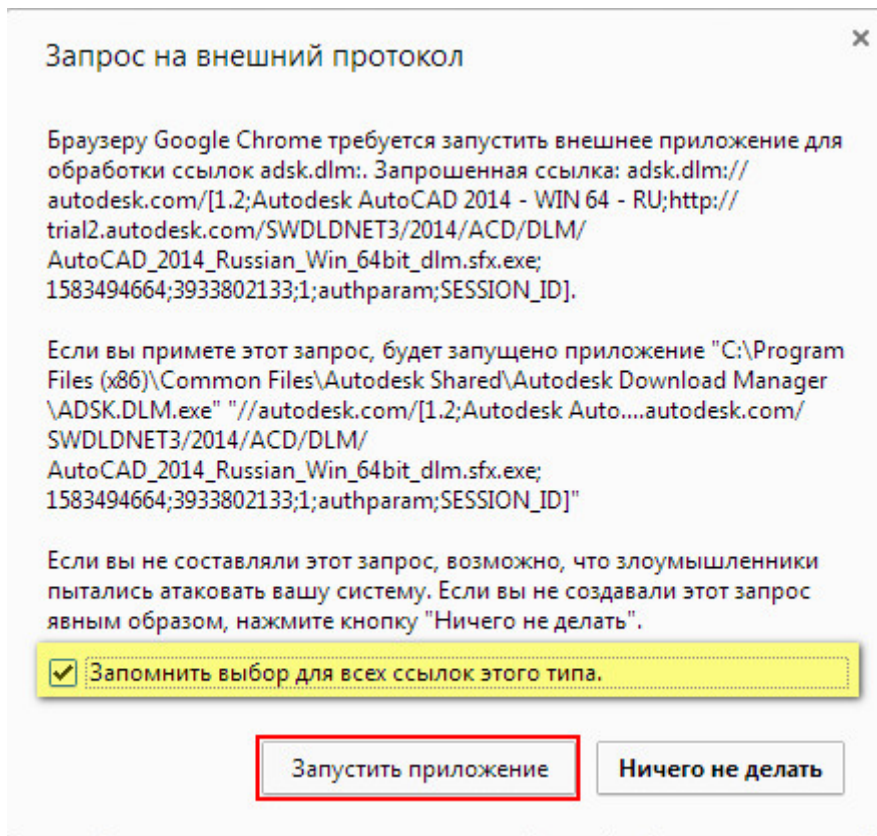 Запрос на внешний протокол
Браузеру Google Chrome требуется запустить внешнее приложение для
обработки ссылок adsk.dlm:. Запрошенная ссылка: adsk.dlm://
autodesk.com/[1.2;Autodesk AutoCAD 2014 - WIN 64 - RU;http://
trial2.autodesk.com/SWDLDNET3/2014/ACD/DLM/
AutoCAD_2014_Russian_Win_64bit_dlm.sfx.exe;
1583494664;3933802133;1;authparam;SESSION_ID].
Если вы примете этот запрос, будет запущено приложение "C:\Program
Files (x86)\Common Files\Autodesk Shared\Autodesk Download Manager
\ADSK.DLM.exe" "//autodesk.com/[1.2;Autodesk Auto....autodesk.com/
SWDLDNET3/2014/ACD/DLM/
AutoCAD_2014_Russian_Win_64bit_dlm.sfx.exe;
1583494664;3933802133;1;authparam;SESSION_ID]"
Если вы не составляли этот запрос, возможно, что злоумышленники
пытались атаковать вашу систему. Если вы не создавали этот запрос
явным образом, нажмите кнопку "Ничего не делать".
Запомнить выбор для всех ссылок этого типа.
Запустить приложение
Ничего не делать